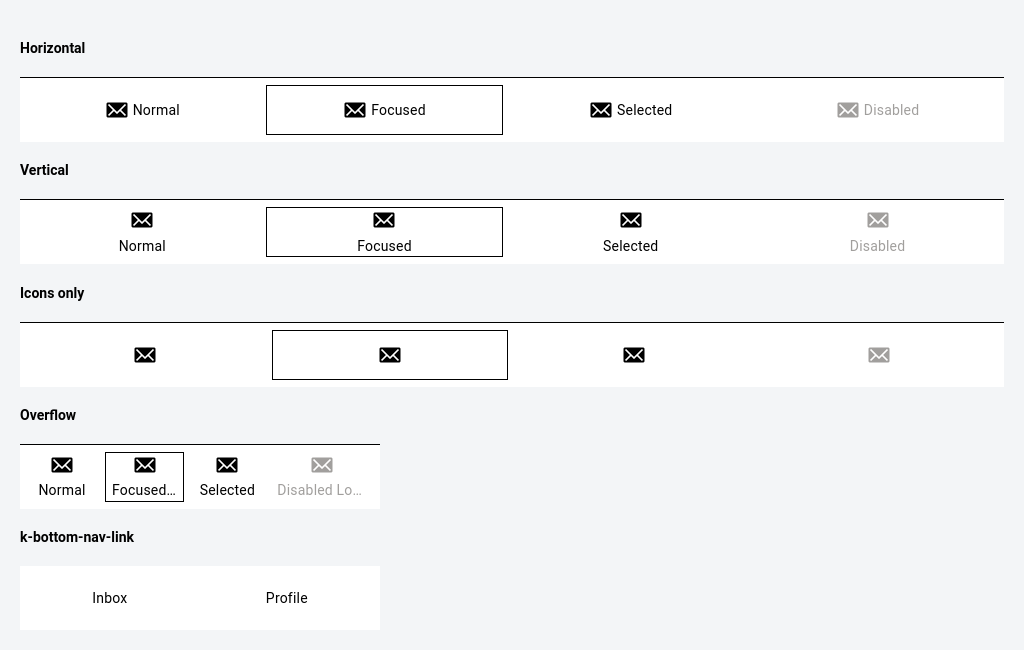 Horizontal
Normal Focused Selected Disabled
Vertical
Normal Focused Selected Disabled
Icons only
Overflow
Normal Focused… Selected Disabled Lo…
k-bottom-nav-link
Inbox Profile